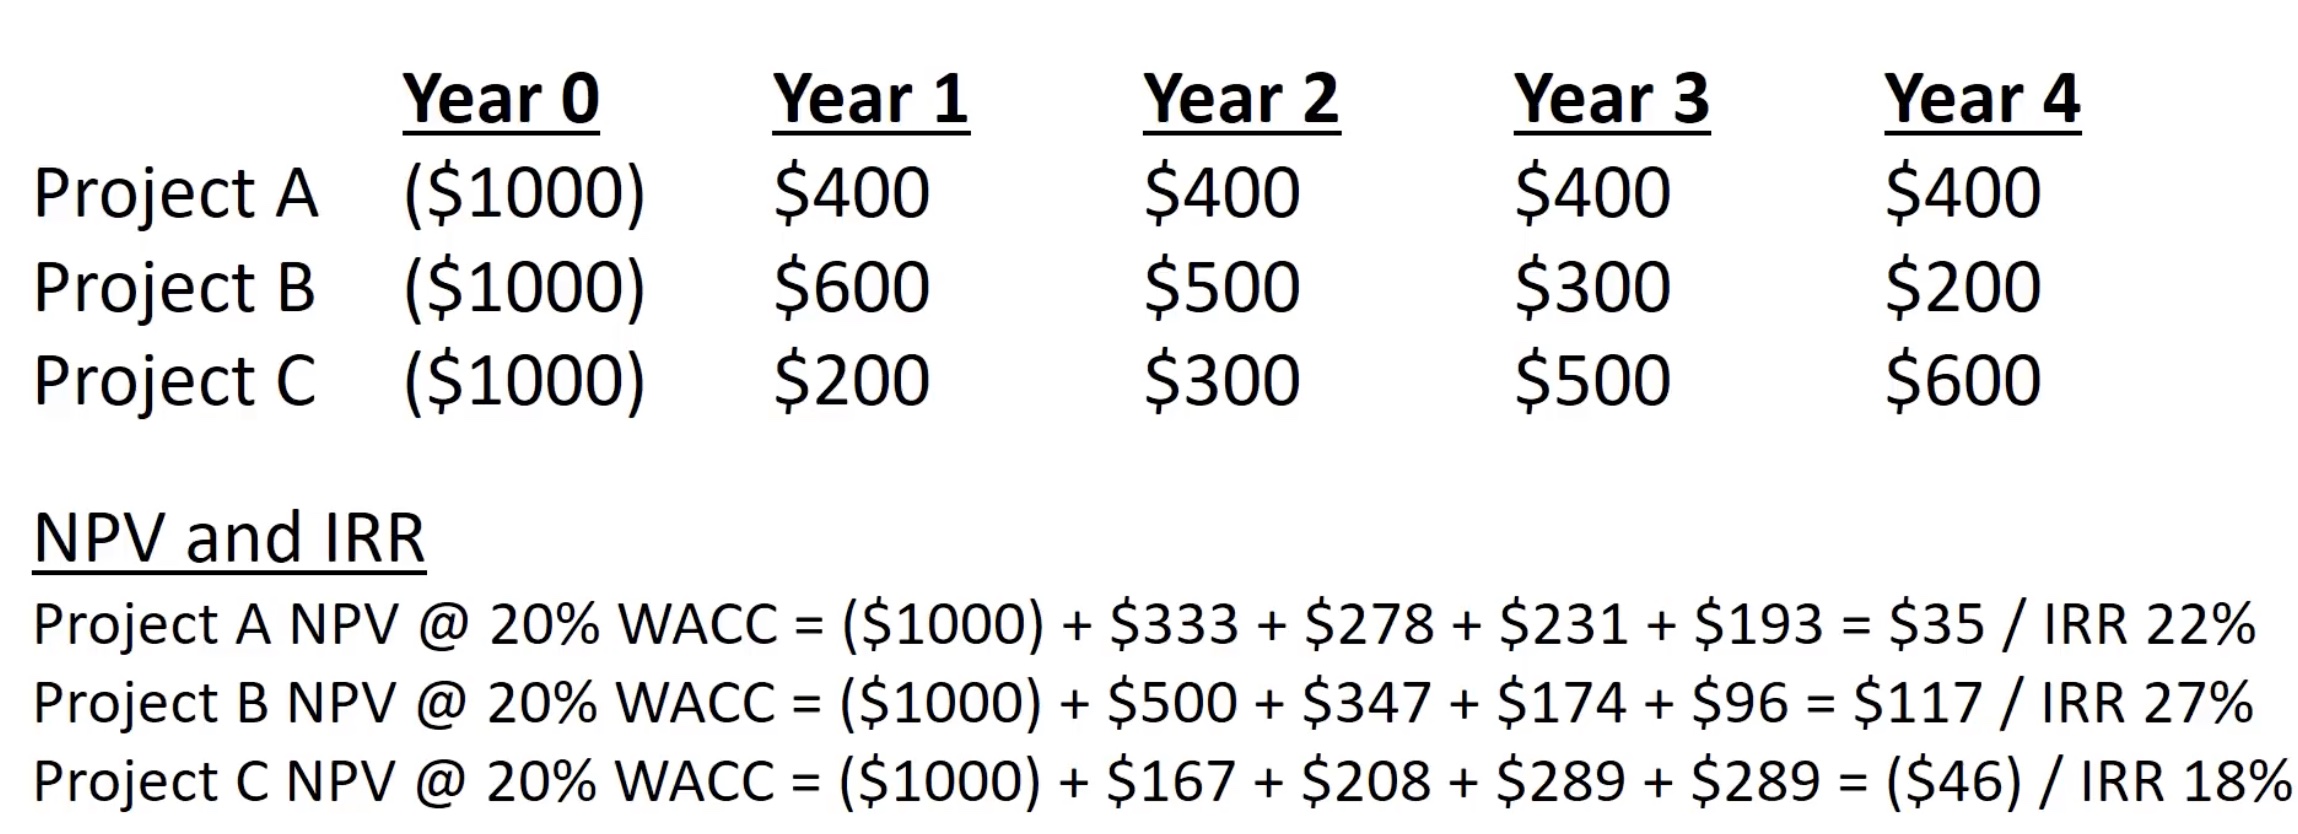 Year 0 Year 1 Year 2 Year 3 Year 4
Project A ($1000) $400 $400 $400 $400
Project B ($1000) $600 $500 $300 $200
Project C ($1000) $200 $300 $500 $600
NPV and IRR
Project A NPV @ 20% WACC = ($1000) + $333 + $278 + $231 + $193 = $35 / IRR 22%
Project B NPV @ 20% WACC = ($1000) + $500 + $347 + $174 + $96 = $117 / IRR 27%
Project C NPV @ 20% WACC = ($1000) + $167 + $208 + $289 + $289 = ($46) / IRR 18%